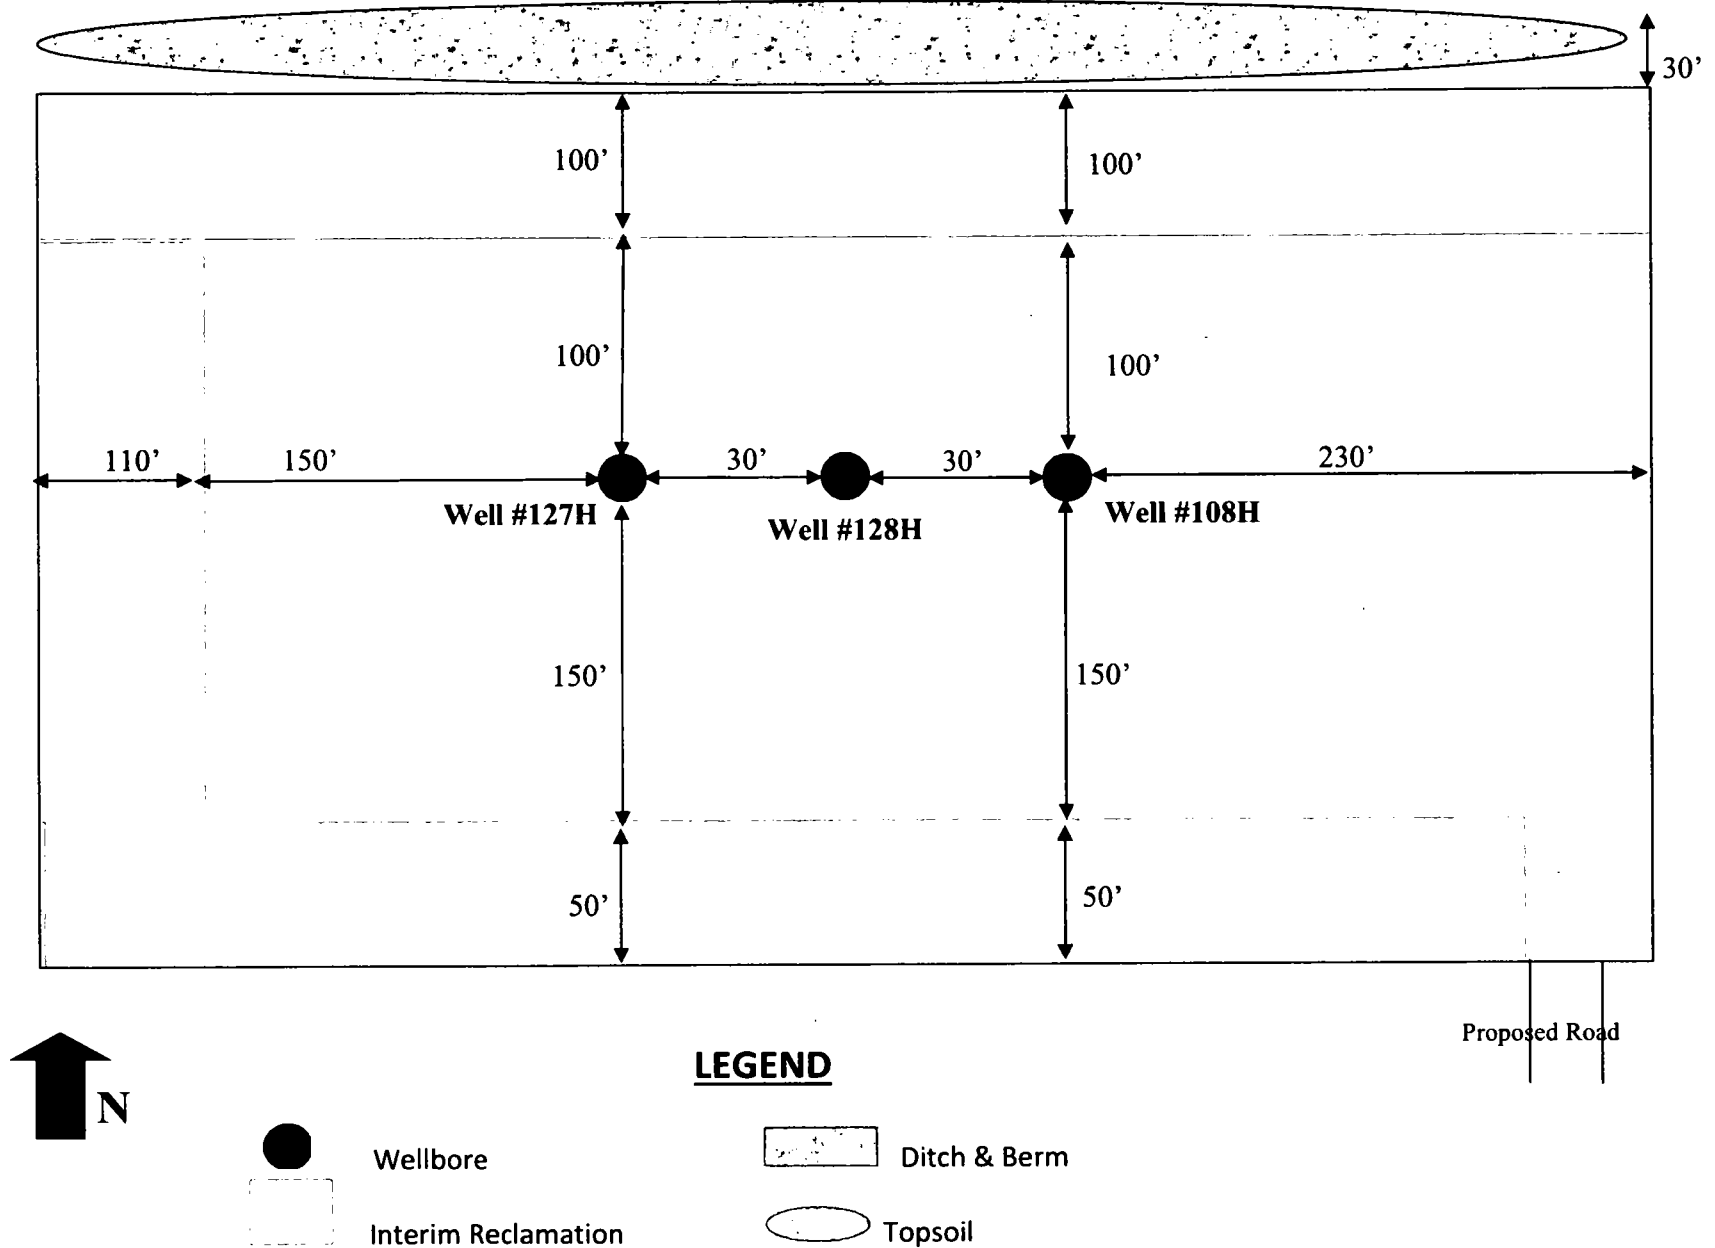 30’
100’ 100’
100’ 100’
110’ 150’ 30’ 30’ 230’
Well #127H Well #128H Well #108H
150’ 150’
50’ 50’
Proposed Road
N
LEGEND
Wellbore Ditch & Berm
Interim Reclamation Topsoil